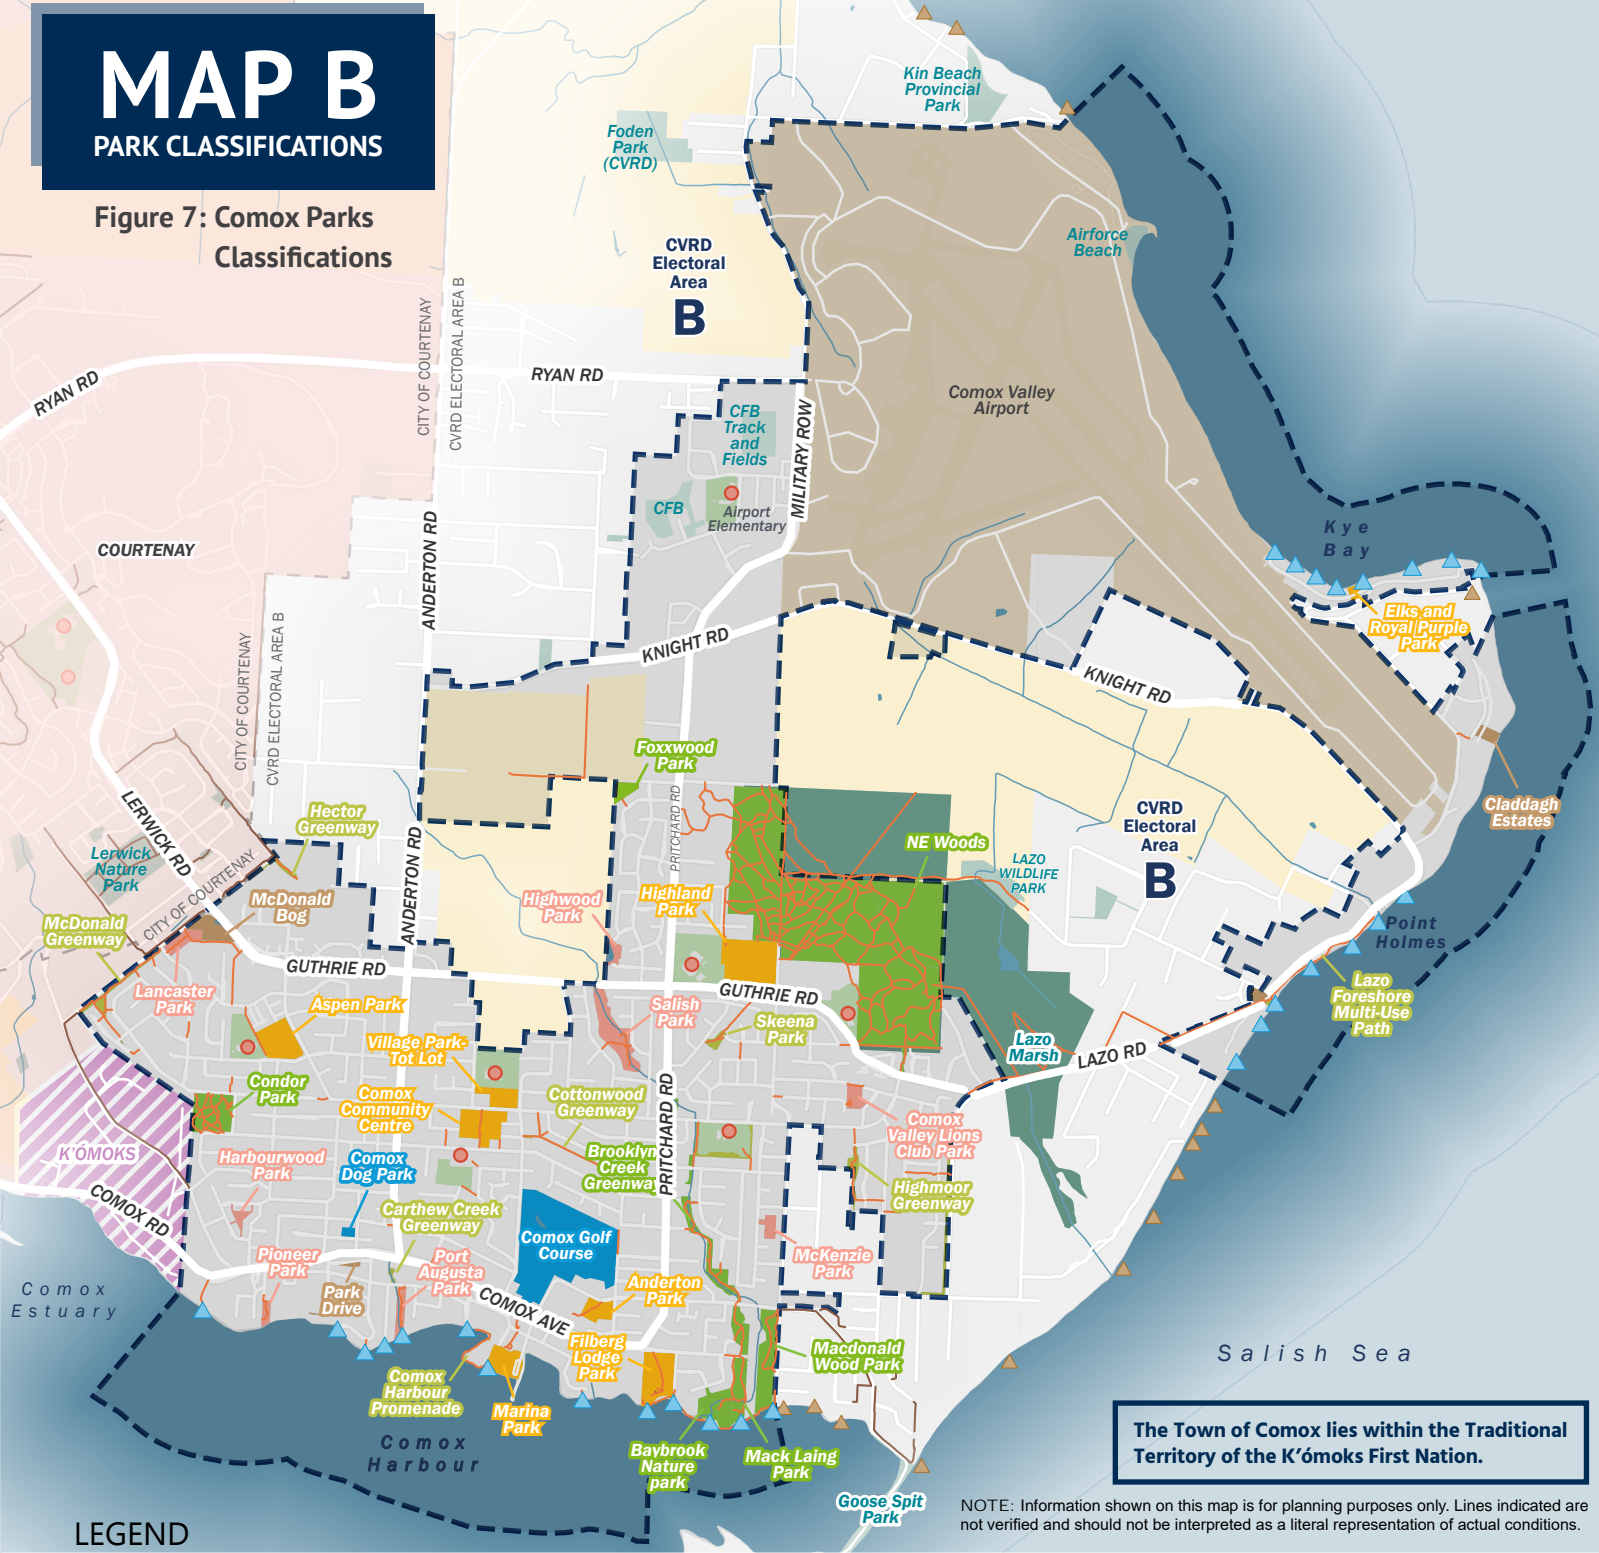 MAP B
PARK CLASSIFICATIONS
Figure 7: Comox Parks
Classifications
Kin Beach
Provincial
Park
Foden
Park
(CVRD)
CVRD
Electoral
Area
B
Airforce
Beach
CITY OF COURTENAY
CVRD ELECTORAL AREA B
RYAN RD
RYAN RD
Comox Valley
Airport
CFB
Track
and
Fields
MILITARY ROW
CFB
Airport
Elementary
Kye
Bay
COURTENAY
ANDERTON RD
Elks and
Royal Purple
Park
CITY OF COURTENAY
CVRD ELECTORAL AREA B
KNIGHT RD
KNIGHT RD
Foxxwood
Park
PRITCHARD RD
Claddagh
Estates
CVRD
Electoral
Area
B
LERWICK RD
Hector
Greenway
Lerwick
Nature
Park
ANDERTON RD
NE Woods
LAZO
WILDLIFE
PARK
CITY OF COURTENAY
McDonald
Bog
Highwood
Park
Highland
Park
McDonald
Greenway
Point
Holmes
GUTHRIE RD
GUTHRIE RD
Lancaster
Park
Aspen Park
Salish
Park
Skeena
Park
Lazo
Foreshore
Multi-Use
Path
Village Park-
Tot Lot
Lazo
Marsh
LAZO RD
Condor
Park
Comox
Community
Centre
Cottonwood
Greenway
PRITCHARD RD
Comox
Valley Lions
Club Park
K'ÓMOKS
Harbourwood
Park
Comox
Dog Park
Brooklyn
Creek
Greenway
Highmoor
Greenway
COMOX RD
Carthew Creek
Greenway
Comox Golf
Course
Pioneer
Park
Port
Augusta
Park
McKenzie
Park
Comox
Estuary
Park
Drive
Anderton
Park
COMOX AVE
Filberg
Lodge
Park
Macdonald
Wood Park
Salish Sea
Comox
Harbour
Promenade
Marina
Park
Comox
Harbour
Baybrook
Nature
park
Mack Laing
Park
Goose Spit
Park
The Town of Comox lies within the Traditional
Territory of the K'ómoks First Nation.
NOTE: Information shown on this map is for planning purposes only. Lines indicated are
not verified and should not be interpreted as a literal representation of actual conditions.
LEGEND